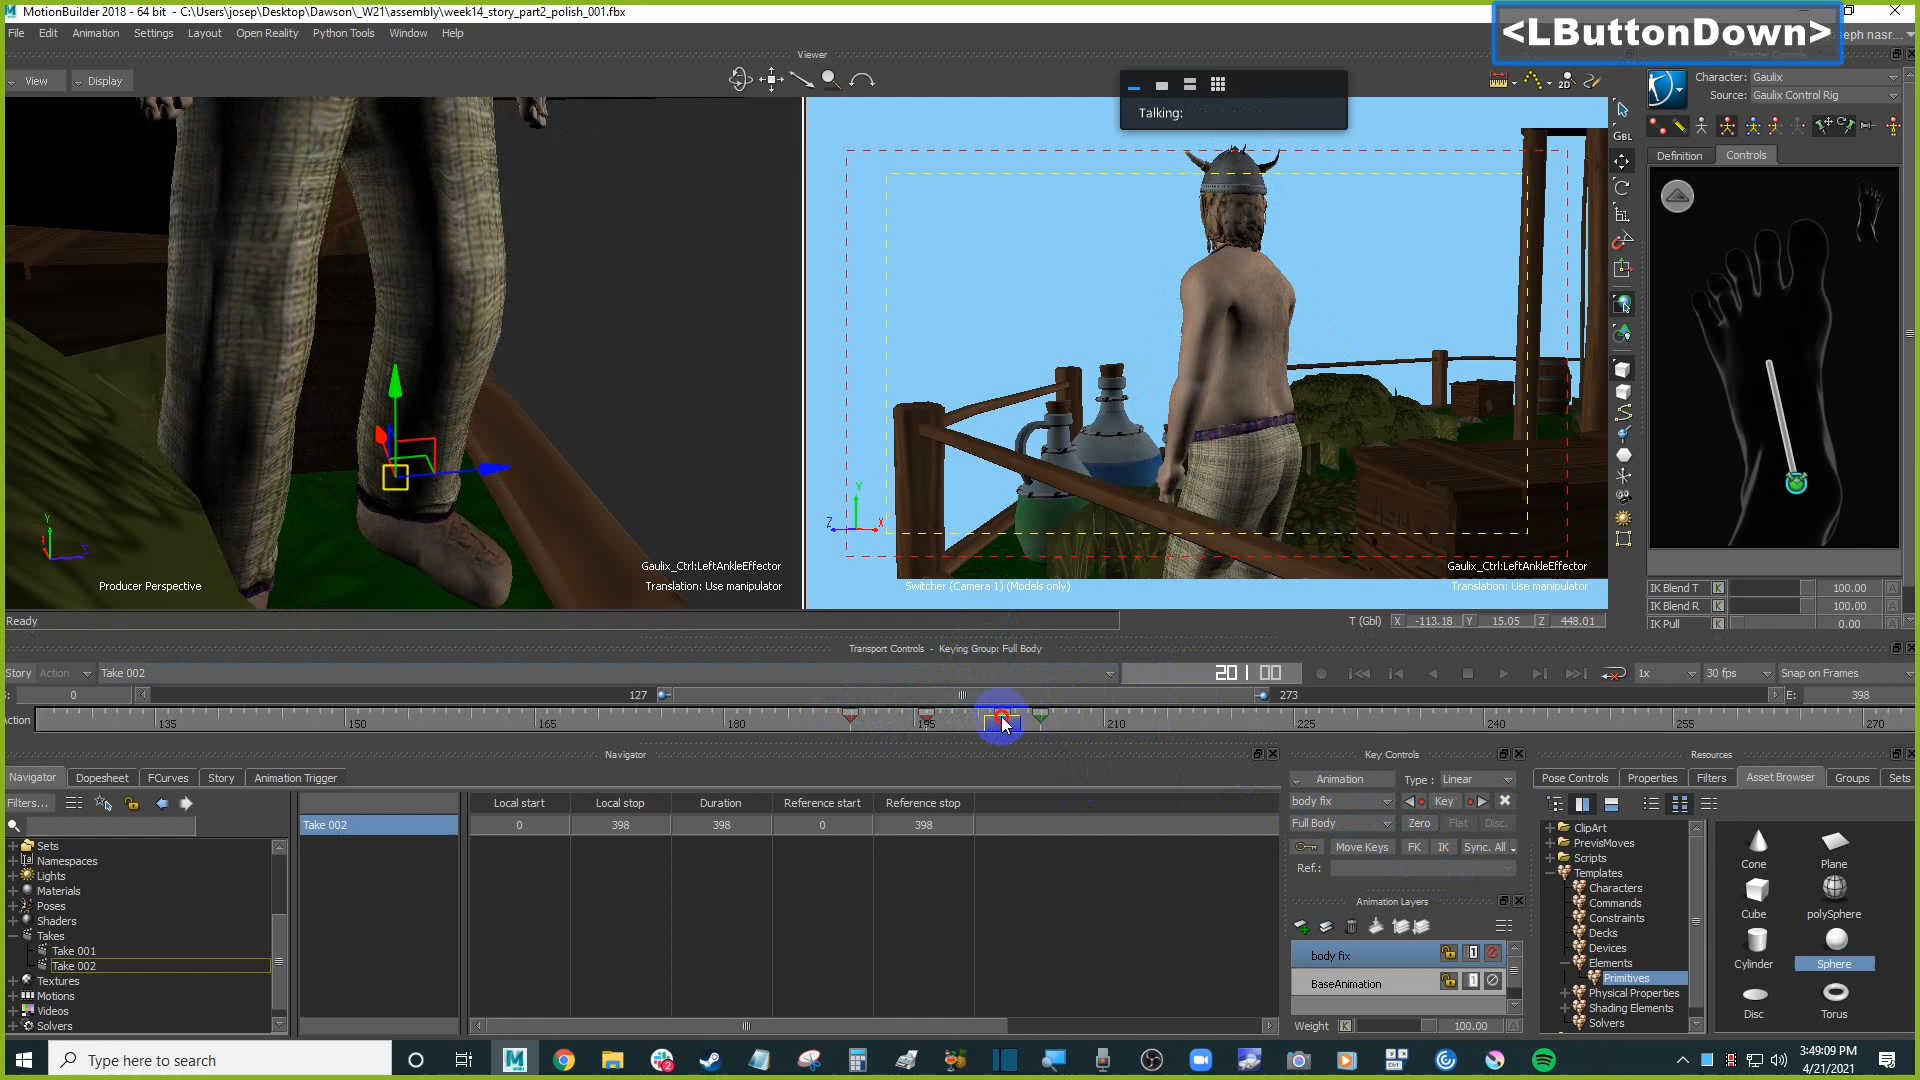 MotionBuilder 2018 - 64 bit - C:\Users\josep\Desktop\Dawson\_W21\assembly\week14_story_part2_polish_001.fbx
<LButtonDown>
File Edit Animation Settings Layout Open Reality Python Tools Window Help
seph nasr...
Viewer
View Display
2D
Talking:
Character: Gaulix
Source: Gaulix Control Rig
GBL
Definition Controls
Y
Z X
Y
Z
Gaulix_Ctrl:LeftAnkleEffector
Producer Perspective
Translation: Use manipulator
Gaulix_Ctrl:LeftAnkleEffector
Switcher (Camera 1) (Models only)
Translation: Use manipulator
IK Blend T K 100.00 A
IK Blend R K 100.00 A
IK Pull K 0.00
Ready
T (Gbl) X -113.18 Y 15.05 Z 448.01
Transport Controls - Keying Group: Full Body
Story Action Take 002 201 00 1x 30 fps Snap on Frames
S: 0 127 273 E: 398
Action 135 150 165 180 195 210 225 240 255 270
Navigator Key Controls Resources
Navigator Dopesheet FCurves Story Animation Trigger
Animation Type : Linear
Pose Controls Properties Filters Asset Browser Groups Sets
Filters...
Local start Local stop Duration Reference start Reference stop
body fix Key
Take 002 0 398 398 0 398
Full Body Zero Flat Disc.
Move Keys FK IK Sync. All
Ref.:
Sets
Namespaces
Lights
Materials
Poses
Shaders
Takes
Take 001
Take 002
Textures
Motions
Videos
Solvers
Animation Layers
body fix 1
BaseAnimation 1
Weight K 100.00 A
ClipArt
PrevisMoves
Scripts
Templates
Characters
Commands
Constraints
Decks
Devices
Elements
Primitives
Physical Properties
Shading Elements
Solvers
Cone Plane
Cube polySphere
Cylinder Sphere
Disc Torus
Type here to search
3:49:09 PM
4/21/2021